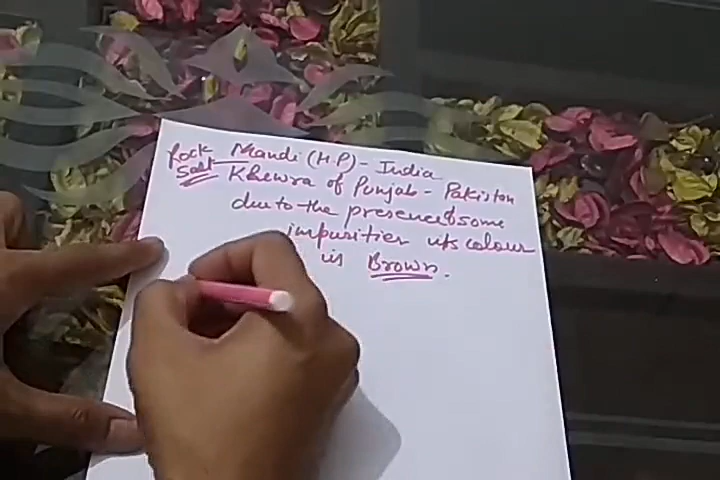 Rock Mandi (H.P) - India
Salt Khewra of Punjab - Pakistan
due to the presence of some
impurities its colour
is Brown.